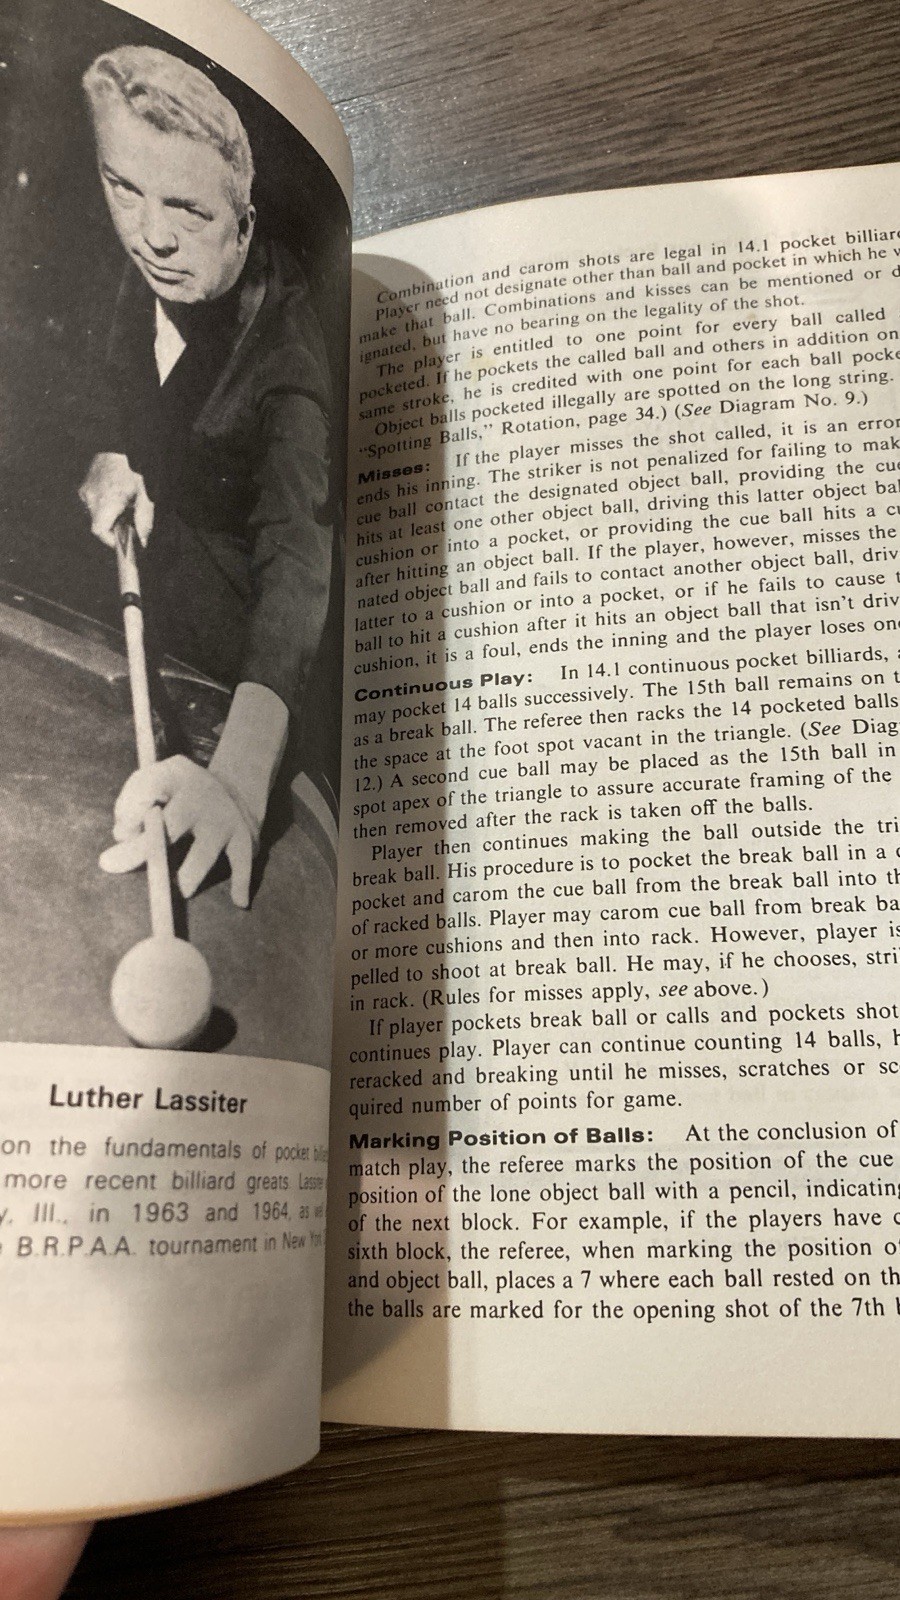 Luther Lassiter
on the fundamentals of pocket
more recent billiard greats
y, Ill., in 1963 and 1964, as
B.R.P.A.A. tournament in New
Combination and carom shots are legal in 14.1 pocket
Player need not designate other than ball and pocket in which he
make that ball. Combinations and kisses can be mentioned or
ignated, but have no bearing on the legality of the shot.
The player is entitled to one point for every ball called
pocketed. If he pockets the called ball and others in addition on
same stroke, he is credited with one point for each ball
Object balls pocketed illegally are spotted on the long string.
"Spotting Balls," Rotation, page 34.) (See Diagram No. 9.)
Misses: If the player misses the shot called, it is an error
ends his inning. The striker is not penalized for failing to
cue ball contact the designated object ball, providing the
hits at least one other object ball, driving this latter object
cushion or into a pocket, or providing the cue ball hits a
after hitting an object ball. If the player, however, misses the
nated object ball and fails to contact another object ball, driv
latter to a cushion or into a pocket, or if he fails to cause
ball to hit a cushion after it hits an object ball that isn't driv
cushion, it is a foul, ends the inning and the player loses
Continuous Play: In 14.1 continuous pocket billiards,
may pocket 14 balls successively. The 15th ball remains on
as a break ball. The referee then racks the 14 pocketed balls
the space at the foot spot vacant in the triangle. (See Diag
12.) A second cue ball may be placed as the 15th ball in
spot apex of the triangle to assure accurate framing of the
then removed after the rack is taken off the balls.
Player then continues making the ball outside the tri
break ball. His procedure is to pocket the break ball in a
pocket and carom the cue ball from the break ball into
of racked balls. Player may carom cue ball from break
or more cushions and then into rack. However, player
pelled to shoot at break ball. He may, if he chooses,
in rack. (Rules for misses apply, see above.)
If player pockets break ball or calls and pockets shot
continues play. Player can continue counting 14 balls,
reracked and breaking until he misses, scratches or sc
quired number of points for game.
Marking Position of Balls: At the conclusion of
match play, the referee marks the position of the cue
position of the lone object ball with a pencil, indicating
of the next block. For example, if the players have
sixth block, the referee, when marking the position
and object ball, places a 7 where each ball rested on
the balls are marked for the opening shot of the 7th